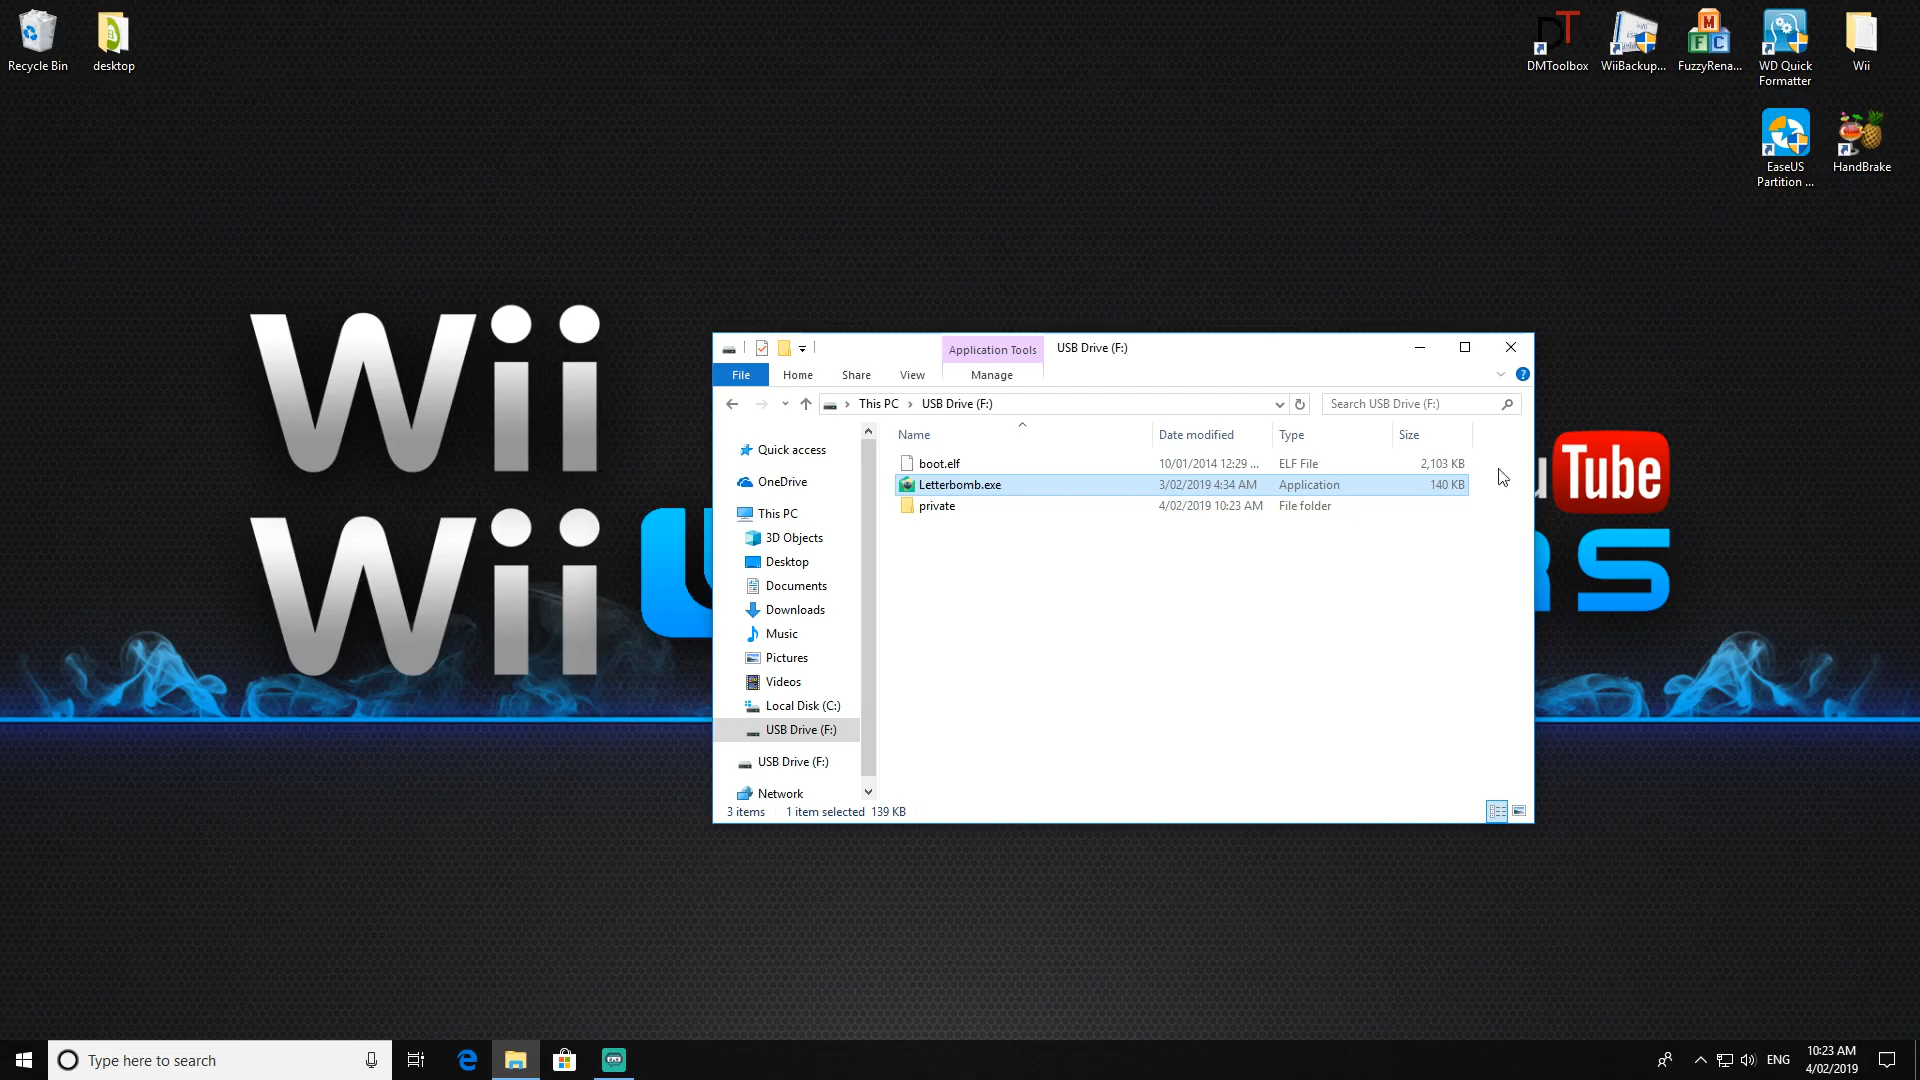 Recycle Bin
desktop
DMToolbox
WiiBackup...
FuzzyRena...
WD Quick
Formatter
Wii
EaseUS
Partition ...
HandBrake
Wii
Tube
Wii
Application Tools
USB Drive (F:)
File
Home
Share
View
Manage
This PC
USB Drive (F:)
Search USB Drive (F:)
Name
Date modified
Type
Size
boot.elf
10/01/2014 12:29 ...
ELF File
2,103 KB
Letterbomb.exe
3/02/2019 4:34 AM
Application
140 KB
private
4/02/2019 10:23 AM
File folder
Quick access
OneDrive
This PC
3D Objects
Desktop
Documents
Downloads
Music
Pictures
Videos
Local Disk (C:)
USB Drive (F:)
USB Drive (F:)
Network
3 items
1 item selected 139 KB
Type here to search
ENG
10:23 AM
4/02/2019